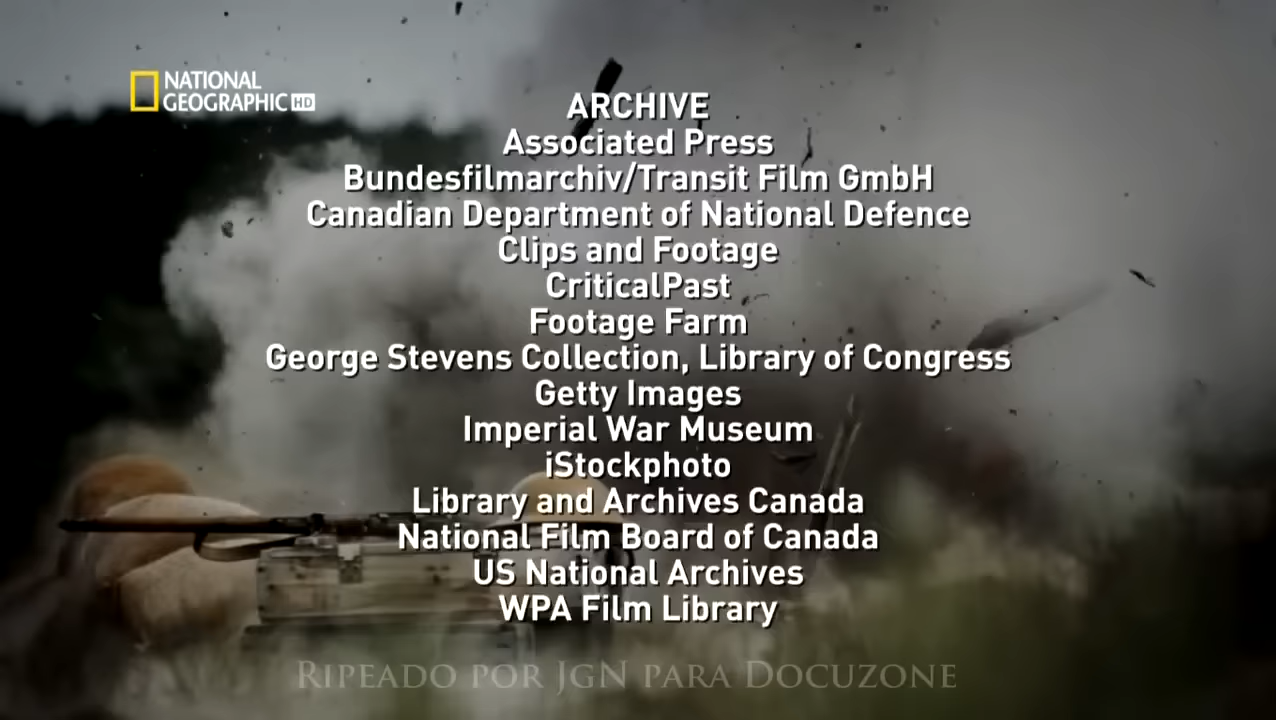 NATIONAL
GEOGRAPHIC HD
ARCHIVE
Associated Press
Bundesfilmarchiv/Transit Film GmbH
Canadian Department of National Defence
Clips and Footage
CriticalPast
Footage Farm
George Stevens Collection, Library of Congress
Getty Images
Imperial War Museum
iStockphoto
Library and Archives Canada
National Film Board of Canada
US National Archives
WPA Film Library
Ripeado por JgN para Docuzone